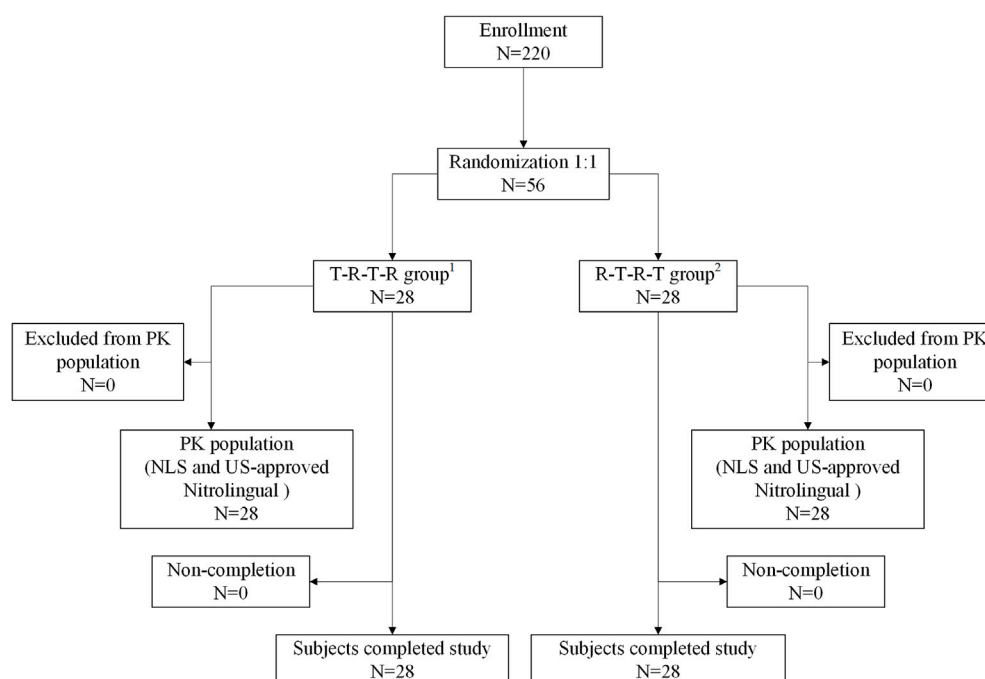 Enrollment
N=220
Randomization 1:1
N=56
T-R-T-R group1
N=28
R-T-R-T group2
N=28
Excluded from PK
population
N=0
Excluded from PK
population
N=0
PK population
(NLS and US-approved
Nitrolingual )
N=28
PK population
(NLS and US-approved
Nitrolingual )
N=28
Non-completion
N=0
Non-completion
N=0
Subjects completed study
N=28
Subjects completed study
N=28